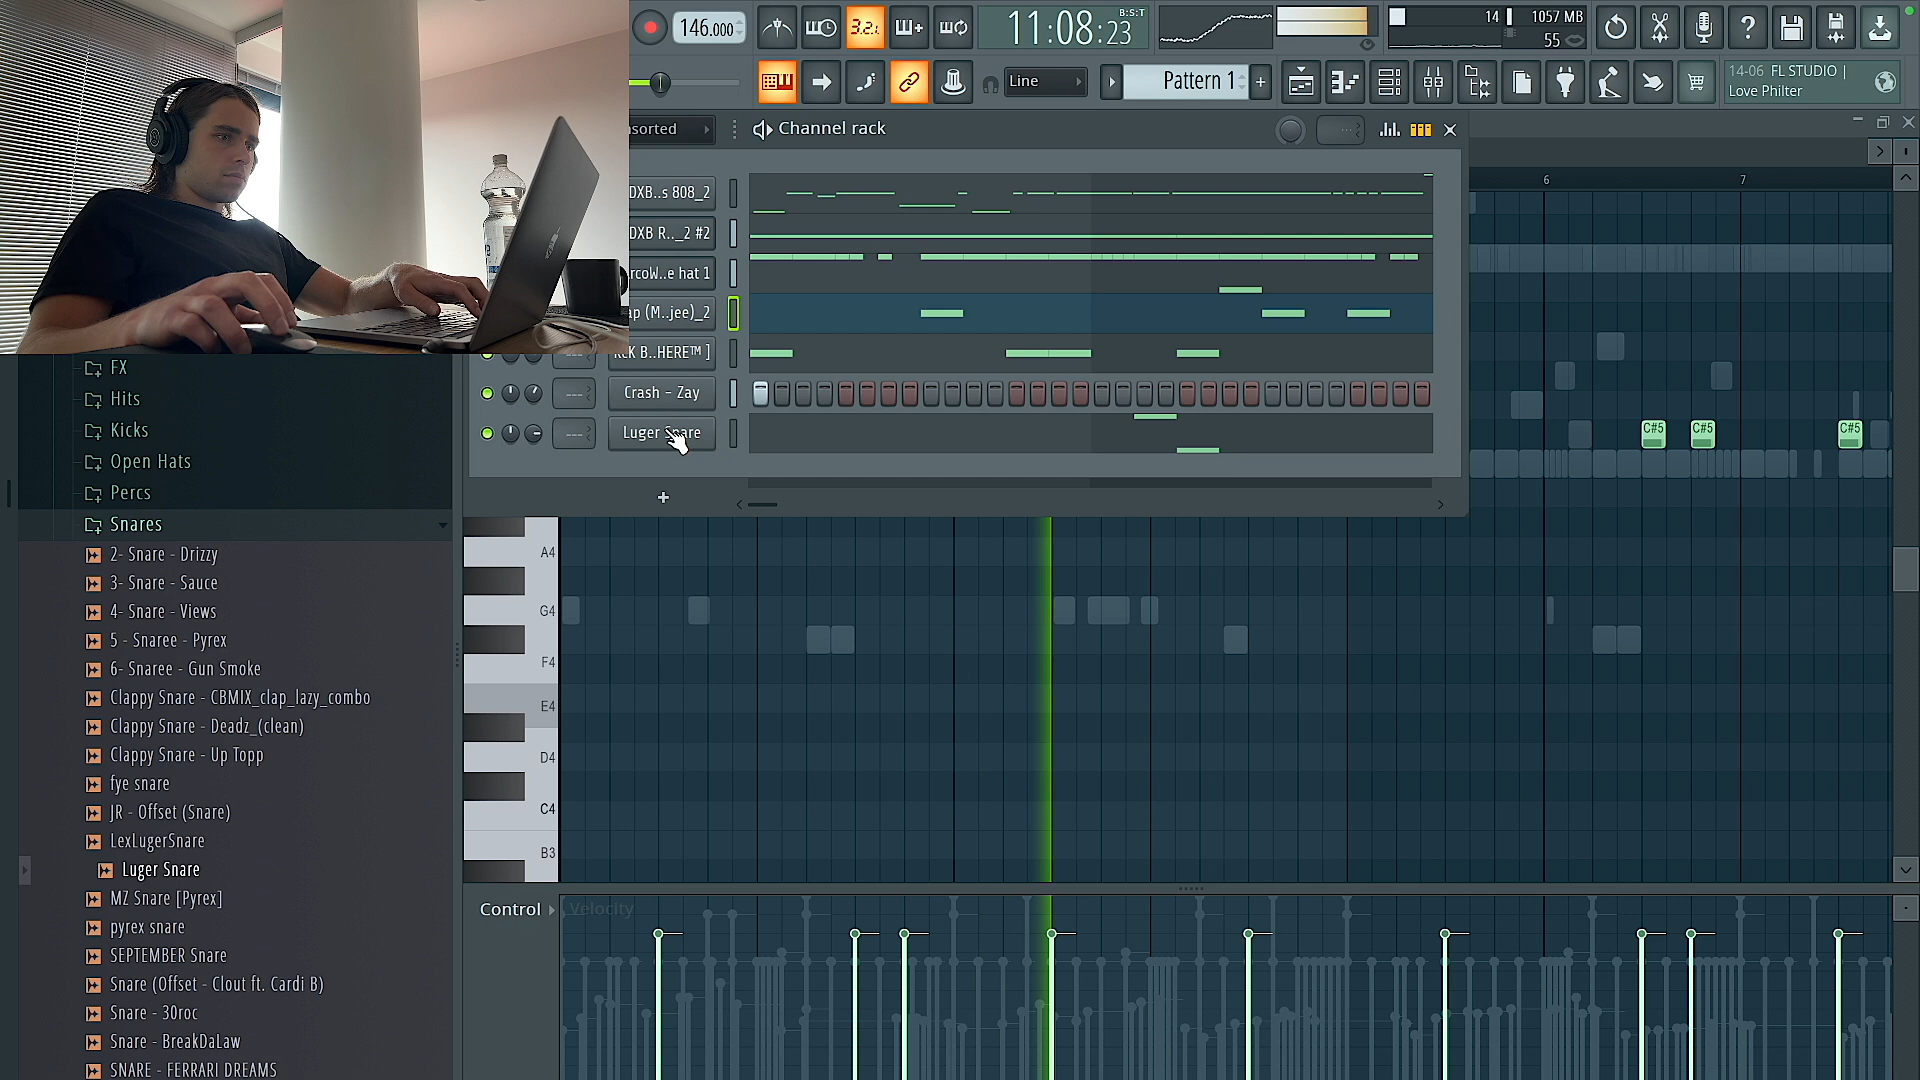 146.000
3.2.
11:08:23
B:S:T
14
1057 MB
55
Line
Pattern 1
14-06 FL STUDIO |
Love Philter
Channel rack
6
7
DXB..s 808_2
DXB R.._2 #2
rcoW..e hat 1
ap (M..jee)_2
B..HERE™ ]
Crash - Zay
Luger Snare
C#5
C#5
C#5
FX
Hits
Kicks
Open Hats
Percs
Snares
2- Snare - Drizzy
3- Snare - Sauce
4- Snare - Views
5 - Snaree - Pyrex
6- Snaree - Gun Smoke
Clappy Snare - CBMIX_clap_lazy_combo
Clappy Snare - Deadz_(clean)
Clappy Snare - Up Topp
fye snare
JR - Offset (Snare)
LexLugerSnare
Luger Snare
MZ Snare [Pyrex]
pyrex snare
SEPTEMBER Snare
Snare (Offset - Clout ft. Cardi B)
Snare - 30roc
Snare - BreakDaLaw
SNARE - FERRARI DREAMS
A4
G4
F4
E4
D4
C4
B3
Control
Velocity